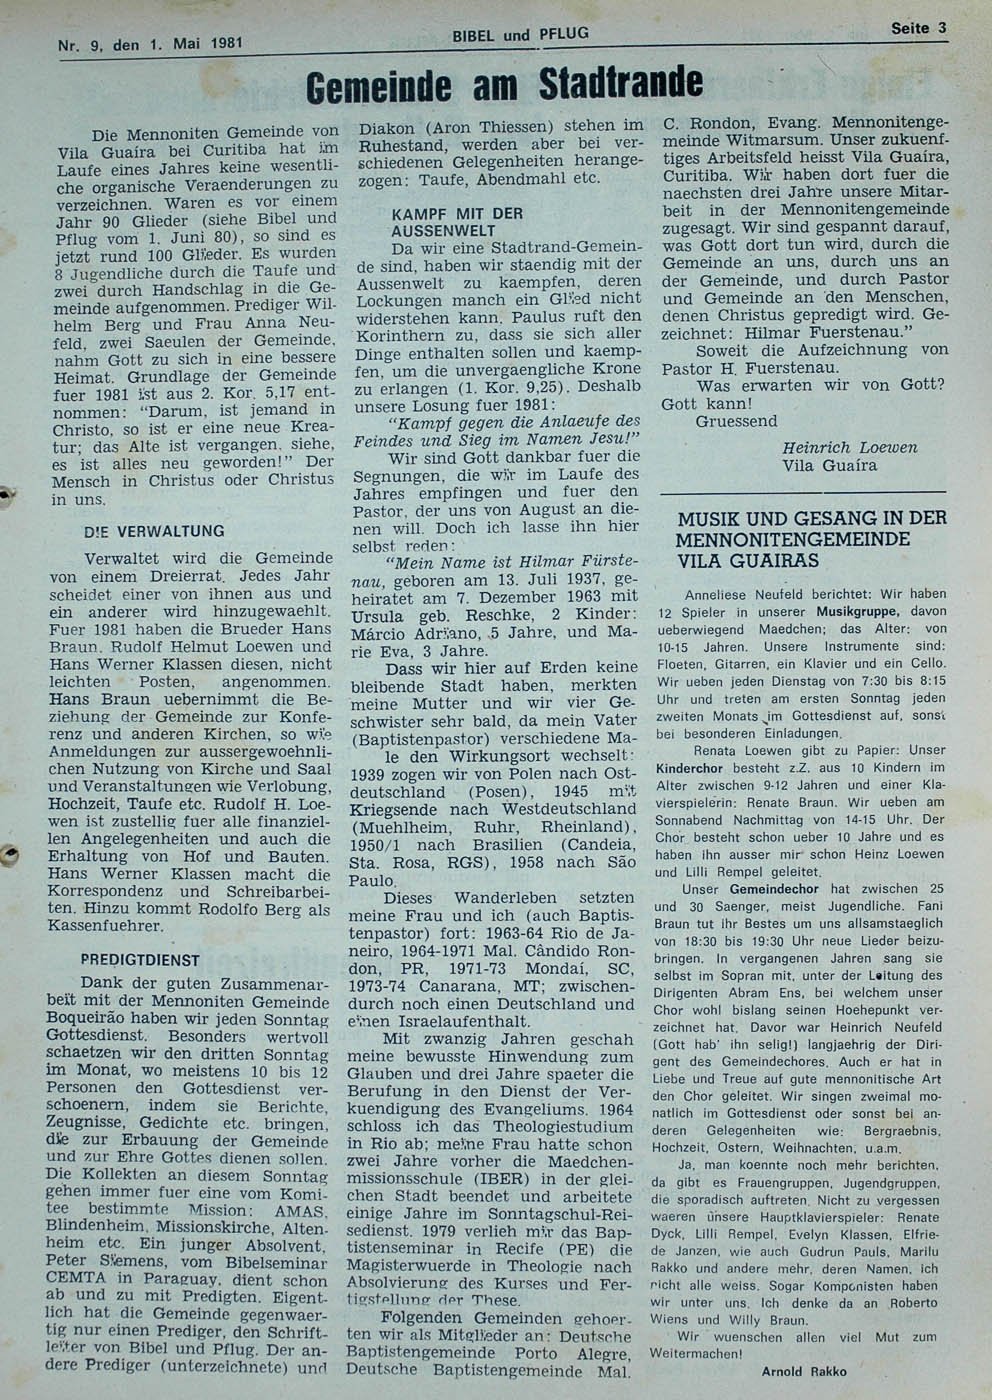 Nr. 9, den 1. Mai 1981
BIBEL und PFLUG
Seite 3
Gemeinde am Stadtrande
Die Mennoniten Gemeinde von
Vila Guaíra bei Curitiba hat im
Laufe eines Jahres keine wesentli-
che organische Veraenderungen zu
verzeichnen. Waren es vor einem
Jahr 90 Glieder (siehe Bibel und
Pflug vom 1. Juni 80), so sind es
jetzt rund 100 Glieder. Es wurden
8 Jugendliche durch die Taufe und
zwei durch Handschlag in die Ge-
meinde aufgenommen. Prediger Wil-
helm Berg und Frau Anna Neu-
feld, zwei Saeulen der Gemeinde,
nahm Gott zu sich in eine bessere
Heimat. Grundlage der Gemeinde
fuer 1981 ist aus 2. Kor. 5,17 ent-
nommen: "Darum, ist jemand in
Christo, so ist er eine neue Krea-
tur; das Alte ist vergangen, siehe,
es ist alles neu geworden!" Der
Mensch in Christus oder Christus
in uns.
DIE VERWALTUNG
Verwaltet wird die Gemeinde
von einem Dreierrat. Jedes Jahr
scheidet einer von ihnen aus und
ein anderer wird hinzugewaehlt.
Fuer 1981 haben die Brueder Hans
Braun, Rudolf Helmut Loewen und
Hans Werner Klassen diesen, nicht
leichten Posten, angenommen.
Hans Braun uebernimmt die Be-
ziehung der Gemeinde zur Konfe-
renz und anderen Kirchen, so wie
Anmeldungen zur aussergewoehnli-
chen Nutzung von Kirche und Saal
und Veranstaltungen wie Verlobung,
Hochzeit, Taufe etc. Rudolf H. Loe-
wen ist zustellig fuer alle finanziel-
len Angelegenheiten und auch die
Erhaltung von Hof und Bauten.
Hans Werner Klassen macht die
Korrespondenz und Schreibarbei-
ten. Hinzu kommt Rodolfo Berg als
Kassenfuehrer.
PREDIGTDIENST
Dank der guten Zusammenar-
beit mit der Mennoniten Gemeinde
Boqueirão haben wir jeden Sonntag
Gottesdienst. Besonders wertvoll
schaetzen wir den dritten Sonntag
im Monat, wo meistens 10 bis 12
Personen den Gottesdienst ver-
schoenern, indem sie Berichte,
Zeugnisse, Gedichte etc. bringen,
die zur Erbauung der Gemeinde
und zur Ehre Gottes dienen sollen.
Die Kollekten an diesem Sonntag
gehen immer fuer eine vom Komi-
tee bestimmte Mission: AMAS,
Blindenheim, Missionskirche, Alten-
heim etc. Ein junger Absolvent,
Peter Siemens, vom Bibelseminar
CEMTA in Paraguay, dient schon
ab und zu mit Predigten. Eigent-
lich hat die Gemeinde gegenwaer-
tig nur einen Prediger, den Schrift-
leiter von Bibel und Pflug. Der an-
dere Prediger (unterzeichnete) und
Diakon (Aron Thiessen) stehen im
Ruhestand, werden aber bei ver-
schiedenen Gelegenheiten herange-
zogen: Taufe, Abendmahl etc.
KAMPF MIT DER
AUSSENWELT
Da wir eine Stadtrand-Gemein-
de sind, haben wir staendig mit der
Aussenwelt zu kaempfen, deren
Lockungen manch ein Glied nicht
widerstehen kann. Paulus ruft den
Korinthern zu, dass sie sich aller
Dinge enthalten sollen und kaemp-
fen, um die unvergaengliche Krone
zu erlangen (1. Kor. 9,25). Deshalb
unsere Losung fuer 1981:
"Kampf gegen die Anlaeufe des
Feindes und Sieg im Namen Jesu!"
Wir sind Gott dankbar fuer die
Segnungen, die wir im Laufe des
Jahres empfingen und fuer den
Pastor, der uns von August an die-
nen will. Doch ich lasse ihn hier
selbst reden:
"Mein Name ist Hilmar Fürste-
nau, geboren am 13. Juli 1937, ge-
heiratet am 7. Dezember 1963 mit
Ursula geb. Reschke, 2 Kinder:
Márcio Adriano, 5 Jahre, und Ma-
rie Eva, 3 Jahre.
Dass wir hier auf Erden keine
bleibende Stadt haben, merkten
meine Mutter und wir vier Ge-
schwister sehr bald, da mein Vater
(Baptistenpastor) verschiedene Ma-
le den Wirkungsort wechselt:
1939 zogen wir von Polen nach Ost-
deutschland (Posen), 1945 mit
Kriegsende nach Westdeutschland
(Muehlheim, Ruhr, Rheinland),
1950/1 nach Brasilien (Candeia,
Sta. Rosa, RGS), 1958 nach São
Paulo.
Dieses Wanderleben setzten
meine Frau und ich (auch Baptis-
tenpastor) fort: 1963-64 Rio de Ja-
neiro, 1964-1971 Mal. Cândido Ron-
don, PR, 1971-73 Mondaí, SC,
1973-74 Canarana, MT; zwischen-
durch noch einen Deutschland und
einen Israelaufenthalt.
Mit zwanzig Jahren geschah
meine bewusste Hinwendung zum
Glauben und drei Jahre spaeter die
Berufung in den Dienst der Ver-
kuendigung des Evangeliums. 1964
schloss ich das Theologiestudium
in Rio ab; meine Frau hatte schon
zwei Jahre vorher die Maedchen-
missionsschule (IBER) in der glei-
chen Stadt beendet und arbeitete
einige Jahre im Sonntagschul-Rei-
sedienst. 1979 verlieh mir das Bap-
tistenseminar in Recife (PE) die
Magisterwuerde in Theologie nach
Absolvierung des Kurses und Fer-
tigstellung der These.
Folgenden Gemeinden gehoer-
ten wir als Mitglieder an: Deutsche
Baptistengemeinde Porto Alegre,
Deutsche Baptistengemeinde Mal.
C. Rondon, Evang. Mennonitenge-
meinde Witmarsum. Unser zukuenf-
tiges Arbeitsfeld heisst Vila Guaíra,
Curitiba. Wir haben dort fuer die
naechsten drei Jahre unsere Mitar-
beit in der Mennonitengemeinde
zugesagt. Wir sind gespannt darauf,
was Gott dort tun wird, durch die
Gemeinde an uns, durch uns an
der Gemeinde, und durch Pastor
und Gemeinde an den Menschen,
denen Christus gepredigt wird. Ge-
zeichnet: Hilmar Fuerstenau."
Soweit die Aufzeichnung von
Pastor H. Fuerstenau.
Was erwarten wir von Gott?
Gott kann!
Gruessend
Heinrich Loewen
Vila Guaíra
MUSIK UND GESANG IN DER
MENNONITENGEMEINDE
VILA GUAIRAS
Anneliese Neufeld berichtet: Wir haben
12 Spieler in unserer Musikgruppe, davon
ueberwiegend Maedchen; das Alter: von
10-15 Jahren. Unsere Instrumente sind:
Floeten, Gitarren, ein Klavier und ein Cello.
Wir ueben jeden Dienstag von 7:30 bis 8:15
Uhr und treten am ersten Sonntag jeden
zweiten Monats im Gottesdienst auf, sonst
bei besonderen Einladungen.
Renata Loewen gibt zu Papier: Unser
Kinderchor besteht z.Z. aus 10 Kindern im
Alter zwischen 9-12 Jahren und einer Kla-
vierspielerin: Renate Braun. Wir ueben am
Sonnabend Nachmittag von 14-15 Uhr. Der
Chor besteht schon ueber 10 Jahre und es
haben ihn ausser mir schon Heinz Loewen
und Lilli Rempel geleitet.
Unser Gemeindechor hat zwischen 25
und 30 Saenger, meist Jugendliche. Fani
Braun tut ihr Bestes um uns allsamstaeglich
von 18:30 bis 19:30 Uhr neue Lieder beizu-
bringen. In vergangenen Jahren sang sie
selbst im Sopran mit, unter der Leitung des
Dirigenten Abram Ens, bei welchem unser
Chor wohl bislang seinen Hoehepunkt ver-
zeichnet hat. Davor war Heinrich Neufeld
(Gott hab' ihn selig!) langjaehrig der Diri-
gent des Gemeindechores. Auch er hat in
Liebe und Treue auf gute mennonitische Art
den Chor geleitet. Wir singen zweimal mo-
natlich im Gottesdienst oder sonst bei an-
deren Gelegenheiten wie: Bergraebnis,
Hochzeit, Ostern, Weihnachten, u.a.m.
Ja, man koennte noch mehr berichten,
da gibt es Frauengruppen, Jugendgruppen,
die sporadisch auftreten. Nicht zu vergessen
waeren unsere Hauptklavierspieler: Renate
Dyck, Lilli Rempel, Evelyn Klassen, Elfrie-
de Janzen, wie auch Gudrun Pauls, Marilu
Rakko und andere mehr, deren Namen, ich
nicht alle weiss. Sogar Komponisten haben
wir unter uns. Ich denke da an Roberto
Wiens und Willy Braun.
Wir wuenschen allen viel Mut zum
Weitermachen!
Arnold Rakko